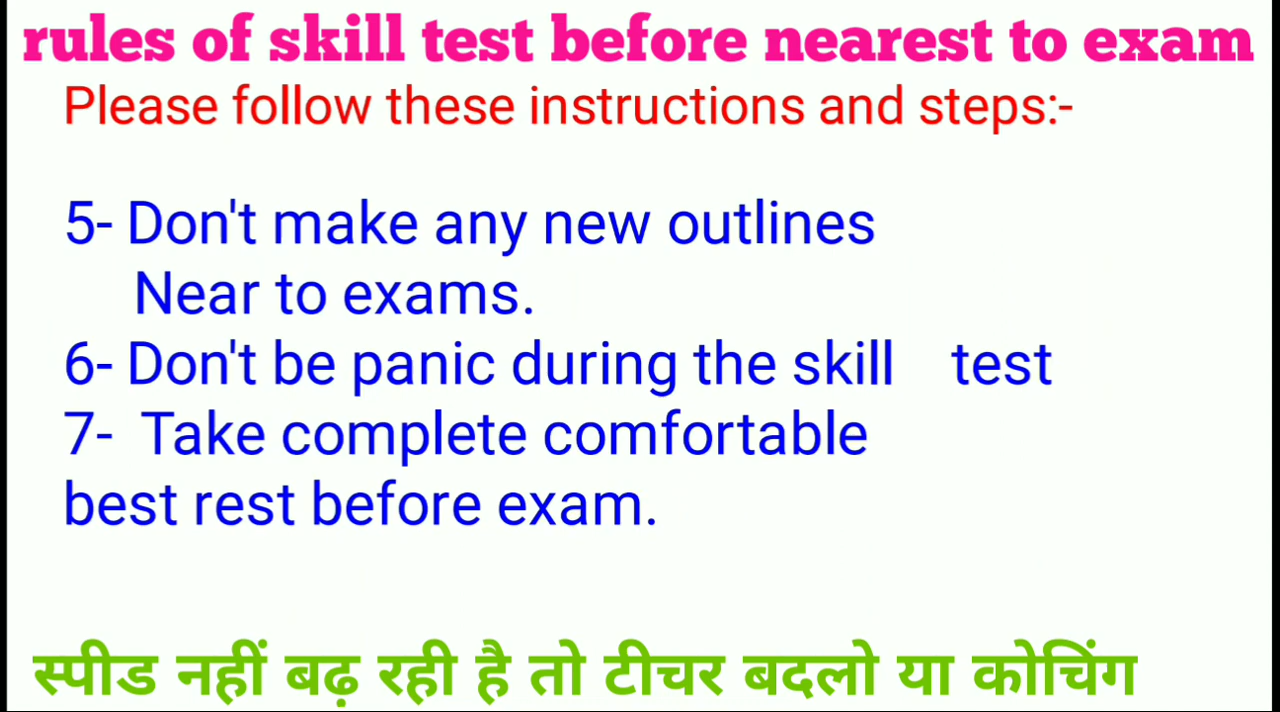 rules of skill test before nearest to exam
Please follow these instructions and steps:-
5- Don't make any new outlines
Near to exams.
6- Don't be panic during the skill test
7- Take complete comfortable
best rest before exam.
स्पीड नहीं बढ़ रही है तो टीचर बदलो या कोचिंग